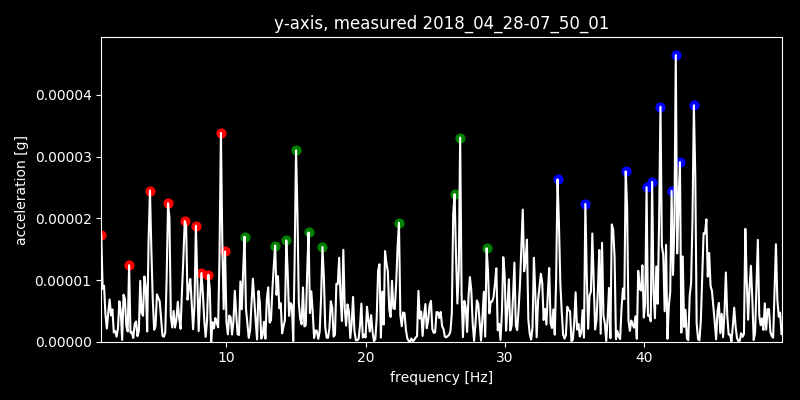 y-axis, measured 2018_04_28-07_50_01
acceleration [g]
0.00004
0.00003
0.00002
0.00001
0.00000
10 20 30 40
frequency [Hz]